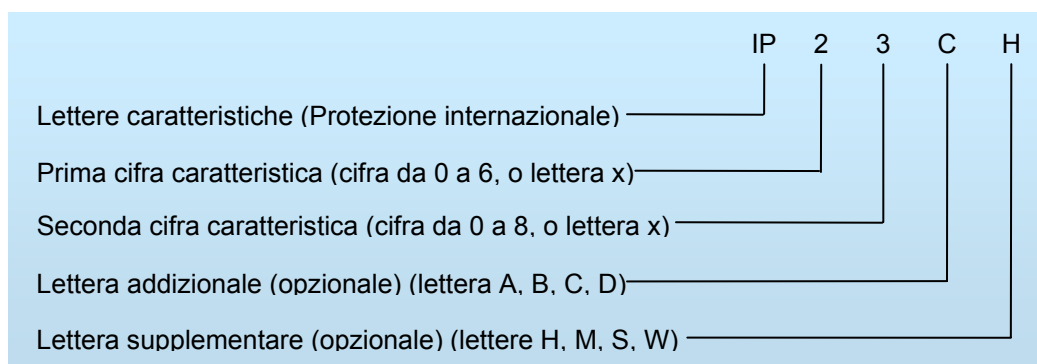 IP 2 3 C H
Lettere caratteristiche (Protezione internazionale)
Prima cifra caratteristica (cifra da 0 a 6, o lettera x)
Seconda cifra caratteristica (cifra da 0 a 8, o lettera x)
Lettera addizionale (opzionale) (lettera A, B, C, D)
Lettera supplementare (opzionale) (lettere H, M, S, W)